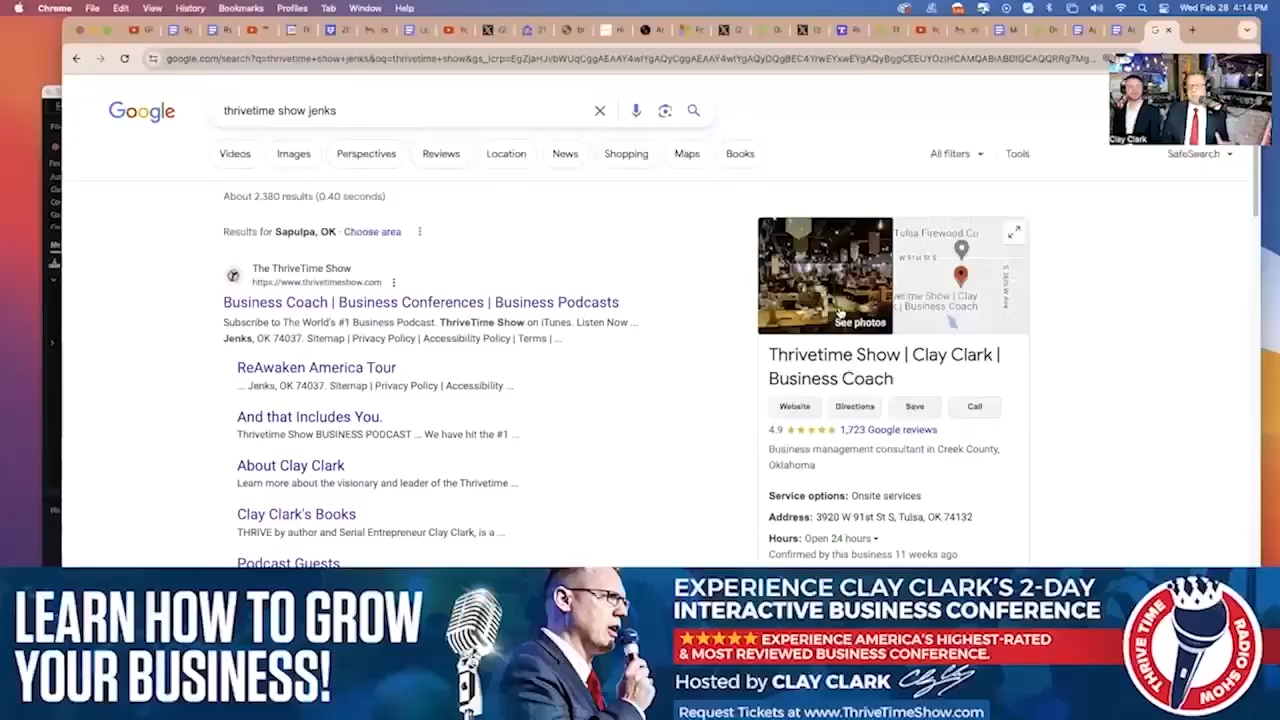 Chrome File Edit View History Bookmarks Profiles Tab Window Help
Wed Feb 28 4:14 PM
Google
thrivetime show jenks
Clay Clark
Videos Images Perspectives Reviews Location News Shopping Maps Books
All filters Tools SafeSearch
About 2,380 results (0.40 seconds)
Results for Sapulpa, OK · Choose area
The ThriveTime Show
https://www.thrivetimeshow.com
Business Coach | Business Conferences | Business Podcasts
Subscribe to The World's #1 Business Podcast. ThriveTime Show on iTunes. Listen Now ...
Jenks, OK 74037. Sitemap | Privacy Policy | Accessibility Policy | Terms | ...
ReAwaken America Tour
... Jenks, OK 74037. Sitemap | Privacy Policy | Accessibility ...
And that Includes You.
Thrivetime Show BUSINESS PODCAST ... We have hit the #1 ...
About Clay Clark
Learn more about the visionary and leader of the Thrivetime ...
Clay Clark's Books
THRIVE by author and Serial Entrepreneur Clay Clark, is a ...
Podcast Guests
See photos
Tulsa Firewood Co
W 91st St S
S 36th W Ave
etime Show | Clay
k | Business Coach
Thrivetime Show | Clay Clark |
Business Coach
Website Directions Save Call
4.9 1,723 Google reviews
Business management consultant in Creek County,
Oklahoma
Service options: Onsite services
Address: 3920 W 91st St S, Tulsa, OK 74132
Hours: Open 24 hours
Confirmed by this business 11 weeks ago
LEARN HOW TO GROW
YOUR BUSINESS!
EXPERIENCE CLAY CLARK'S 2-DAY
INTERACTIVE BUSINESS CONFERENCE
★★★★★ EXPERIENCE AMERICA'S HIGHEST-RATED
& MOST REVIEWED BUSINESS CONFERENCE.
Hosted by CLAY CLARK
Request Tickets at www.ThriveTimeShow.com
THRIVE TIME RADIO SHOW